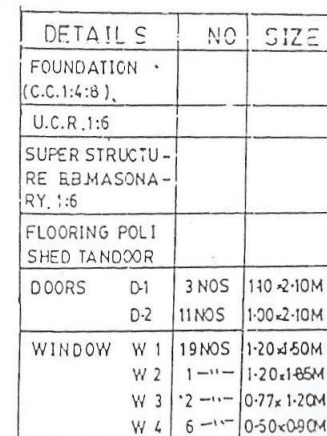 DETAILS NO SIZE
FOUNDATION
(C.C.1:4:8)
U.C.R.1:6
SUPER STRUCTU-
RE B.B.MASONA-
RY. 1:6
FLOORING POLI
SHED TANDOOR
DOORS D-1 3 NOS 1·10x2·10M
D-2 11NOS 1·00x2·10M
WINDOW W 1 19NOS 1·20x1·50M
W 2 1 —"— 1·20x1·85M
W 3 2 —"— 0·77x 1·20M
W 4 6 —"— 0·50x0·90M